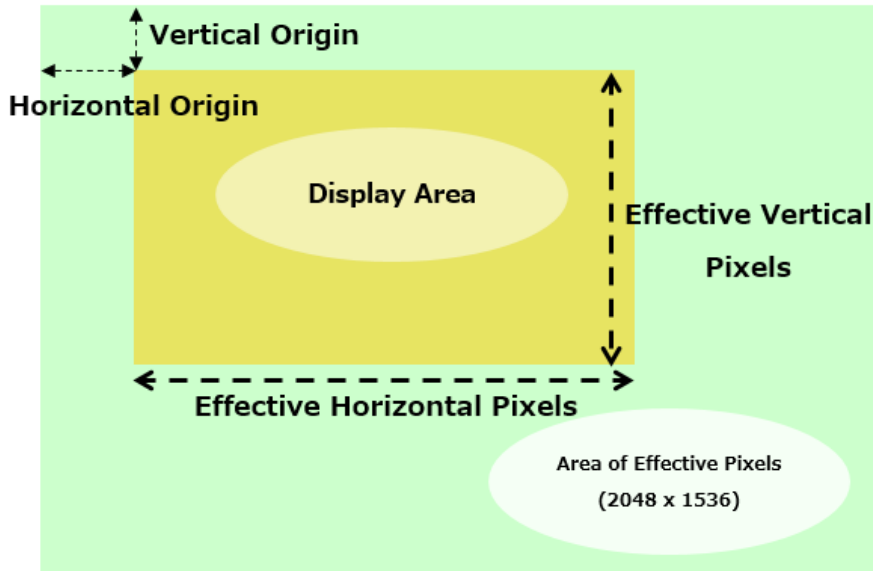 Vertical Origin
Horizontal Origin
Display Area
Effective Vertical
Pixels
Effective Horizontal Pixels
Area of Effective Pixels
(2048 x 1536)